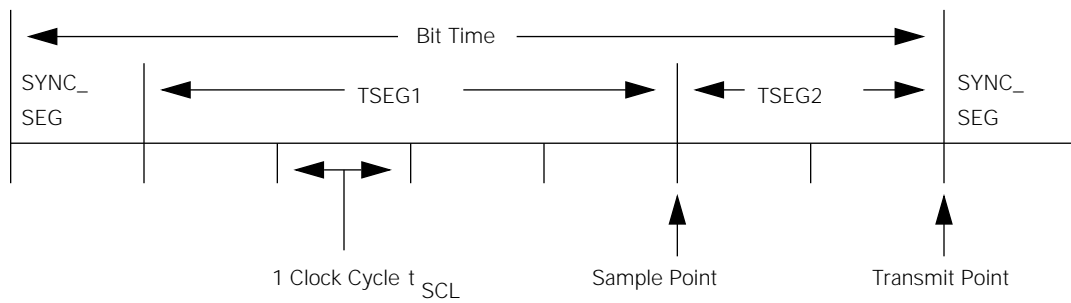 Bit Time
SYNC_
SEG
TSEG1
TSEG2
SYNC_
SEG
1 Clock Cycle t SCL
Sample Point
Transmit Point